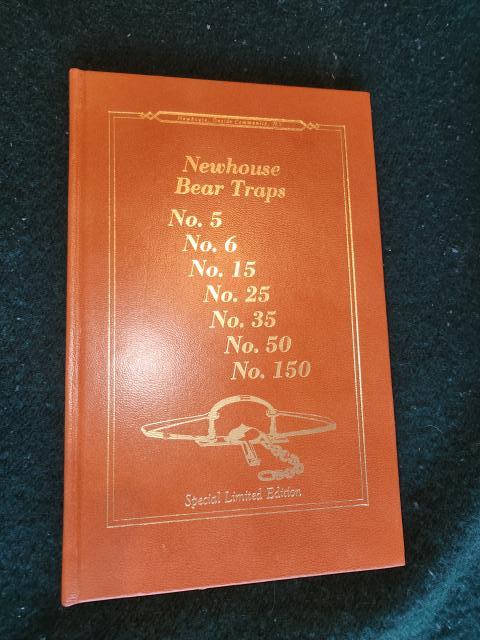 Newhouse, Oneida Community, N.Y.
Newhouse
Bear Traps
No. 5
No. 6
No. 15
No. 25
No. 35
No. 50
No. 150
Special Limited Edition